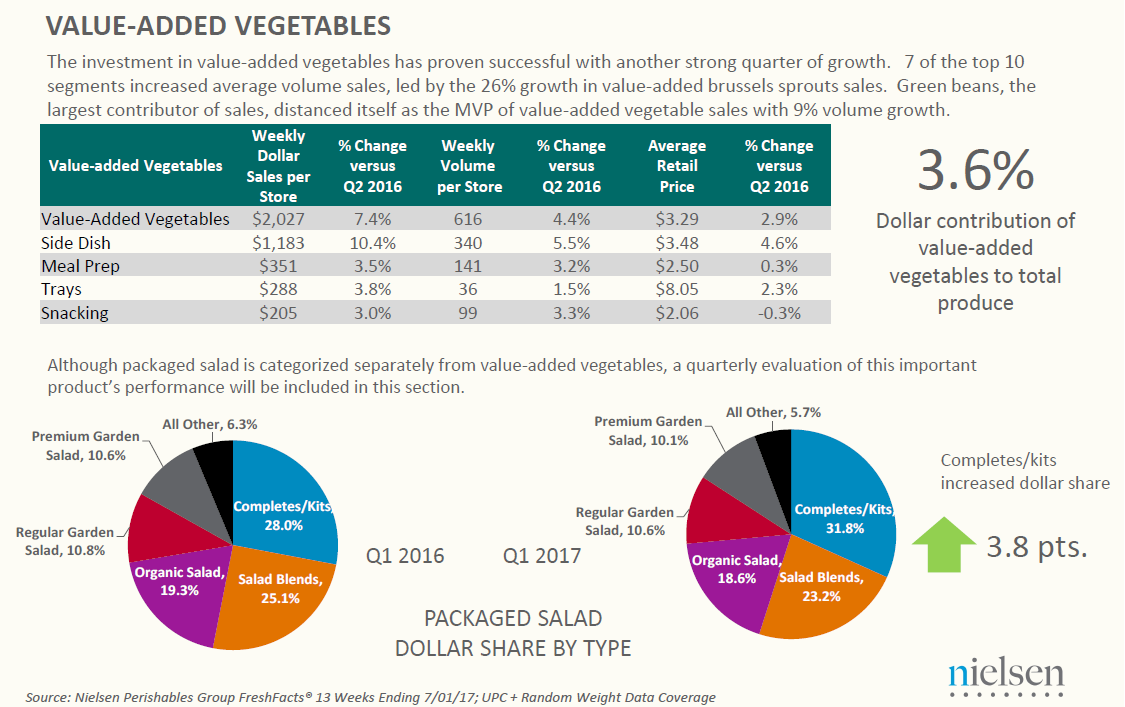 VALUE-ADDED VEGETABLES
The investment in value-added vegetables has proven successful with another strong quarter of growth. 7 of the top 10
segments increased average volume sales, led by the 26% growth in value-added brussels sprouts sales. Green beans, the
largest contributor of sales, distanced itself as the MVP of value-added vegetable sales with 9% volume growth.
Value-added Vegetables
Weekly
Dollar
Sales per
Store
% Change
versus
Q2 2016
Weekly
Volume
per Store
% Change
versus
Q2 2016
Average
Retail
Price
% Change
versus
Q2 2016
Value-Added Vegetables $2,027 7.4% 616 4.4% $3.29 2.9%
Side Dish $1,183 10.4% 340 5.5% $3.48 4.6%
Meal Prep $351 3.5% 141 3.2% $2.50 0.3%
Trays $288 3.8% 36 1.5% $8.05 2.3%
Snacking $205 3.0% 99 3.3% $2.06 -0.3%
3.6%
Dollar contribution of
value-added
vegetables to total
produce
Although packaged salad is categorized separately from value-added vegetables, a quarterly evaluation of this important
product's performance will be included in this section.
All Other, 6.3%
Premium Garden
Salad, 10.6%
Completes/Kits,
28.0%
Regular Garden
Salad, 10.8%
Organic Salad,
19.3%
Salad Blends,
25.1%
Q1 2016
Q1 2017
PACKAGED SALAD
DOLLAR SHARE BY TYPE
All Other, 5.7%
Premium Garden
Salad, 10.1%
Completes/Kits,
31.8%
Regular Garden
Salad, 10.6%
Organic Salad,
18.6%
Salad Blends,
23.2%
Completes/kits
increased dollar share
3.8 pts.
nielsen
Source: Nielsen Perishables Group FreshFacts® 13 Weeks Ending 7/01/17; UPC + Random Weight Data Coverage